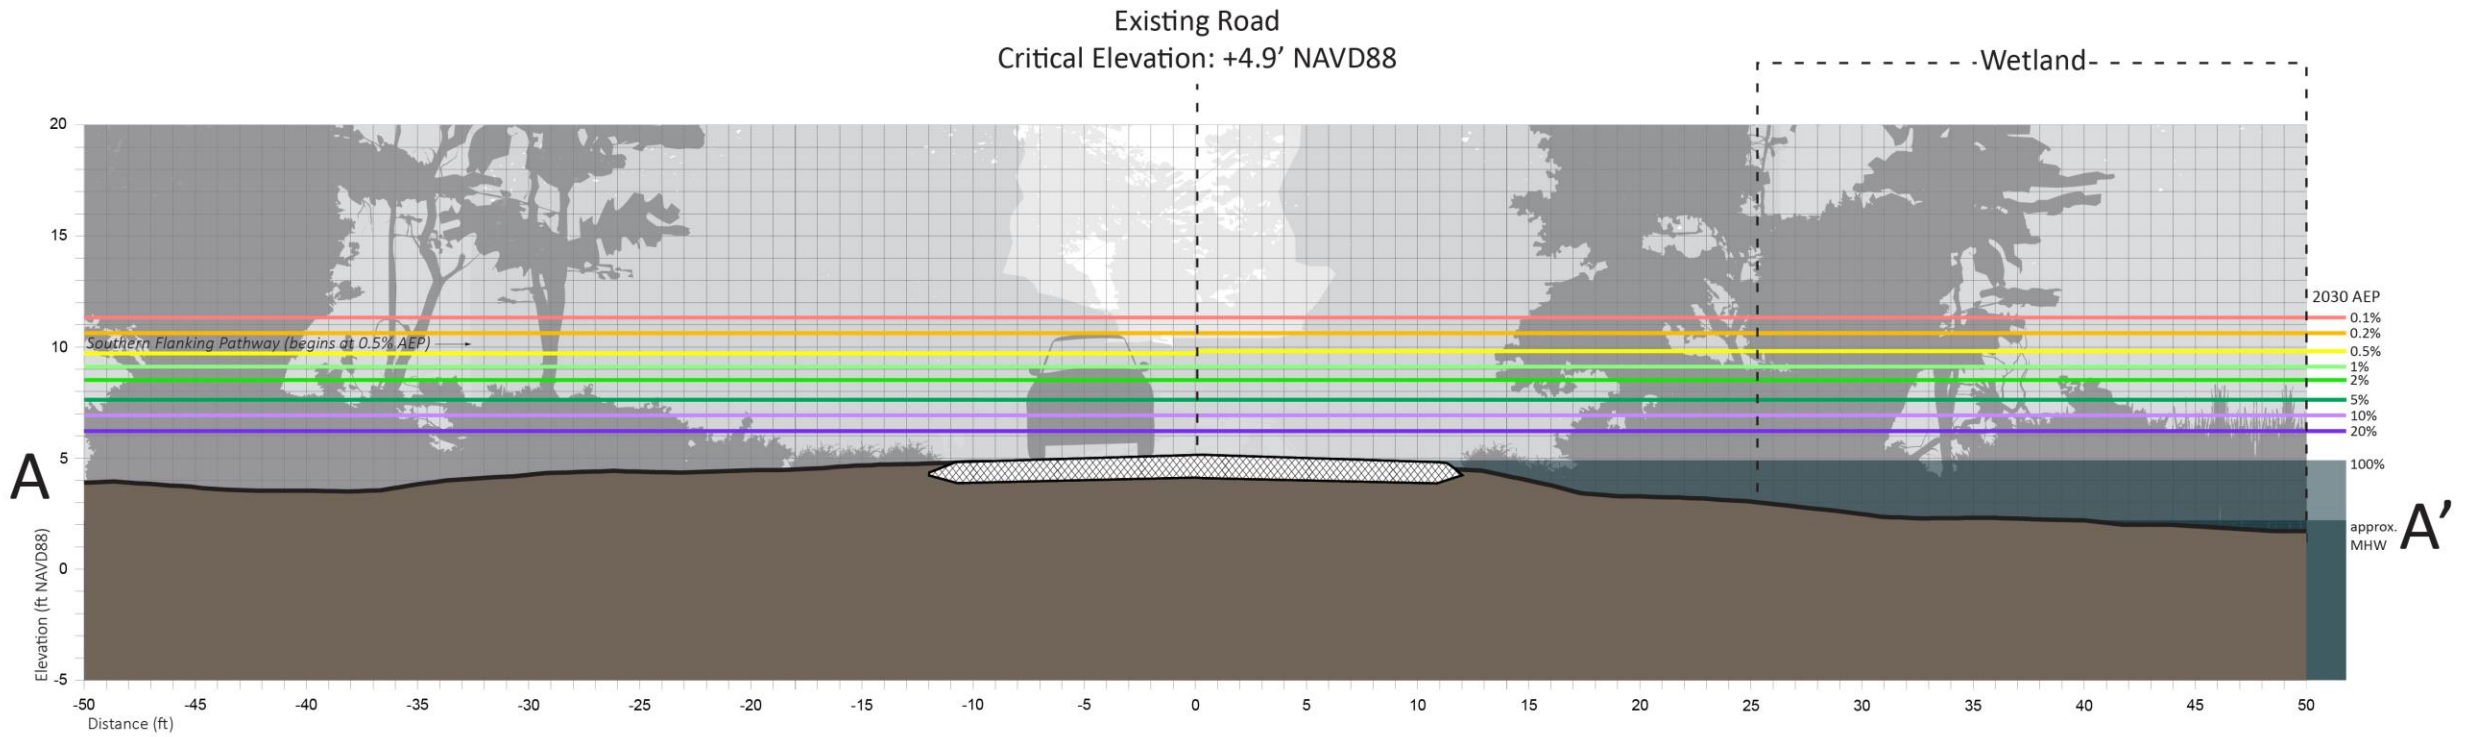 Existing Road
Critical Elevation: +4.9’ NAVD88
Wetland
20
15
10
5
0
-5
Elevation (ft NAVD88)
Southern Flanking Pathway (begins at 0.5% AEP)
2030 AEP
0.1%
0.2%
0.5%
1%
2%
5%
10%
20%
100%
approx.
MHW
A
A’
-50 -45 -40 -35 -30 -25 -20 -15 -10 -5 0 5 10 15 20 25 30 35 40 45 50
Distance (ft)